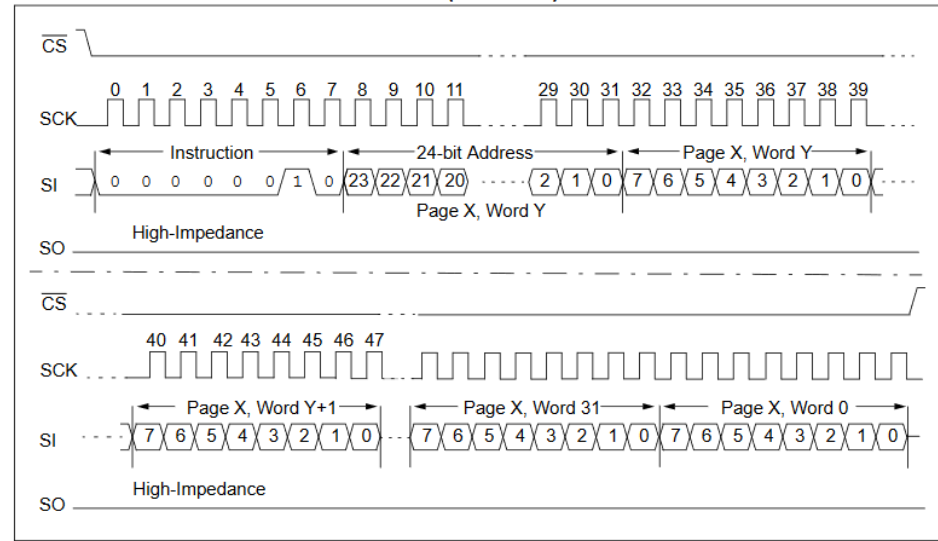 CS
0 1 2 3 4 5 6 7 8 9 10 11 29 30 31 32 33 34 35 36 37 38 39
SCK
Instruction 24-bit Address Page X, Word Y
SI 0 0 0 0 0 0 1 0 23 22 21 20 2 1 0 7 6 5 4 3 2 1 0
Page X, Word Y
High-Impedance
SO
CS
40 41 42 43 44 45 46 47
SCK
Page X, Word Y+1 Page X, Word 31 Page X, Word 0
SI 7 6 5 4 3 2 1 0 7 6 5 4 3 2 1 0 7 6 5 4 3 2 1 0
High-Impedance
SO